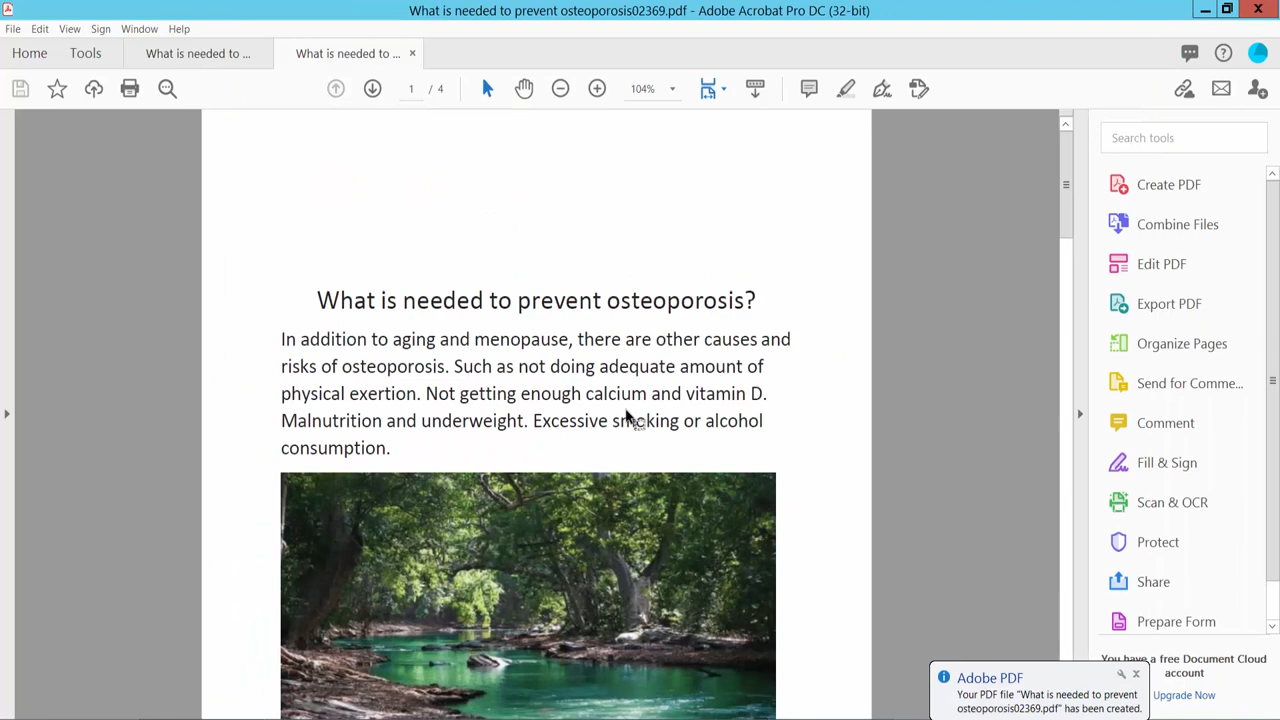 What is needed to prevent osteoporosis02369.pdf - Adobe Acrobat Pro DC (32-bit)
File Edit View Sign Window Help
Home Tools What is needed to ... What is needed to ... ×
1 / 4 104%
Search tools
Create PDF
Combine Files
Edit PDF
Export PDF
Organize Pages
Send for Comme...
Comment
Fill & Sign
Scan & OCR
Protect
Share
Prepare Form
You have a free Document Cloud
account
Upgrade Now
What is needed to prevent osteoporosis?
In addition to aging and menopause, there are other causes and
risks of osteoporosis. Such as not doing adequate amount of
physical exertion. Not getting enough calcium and vitamin D.
Malnutrition and underweight. Excessive smoking or alcohol
consumption.
Adobe PDF
Your PDF file "What is needed to prevent
osteoporosis02369.pdf" has been created.